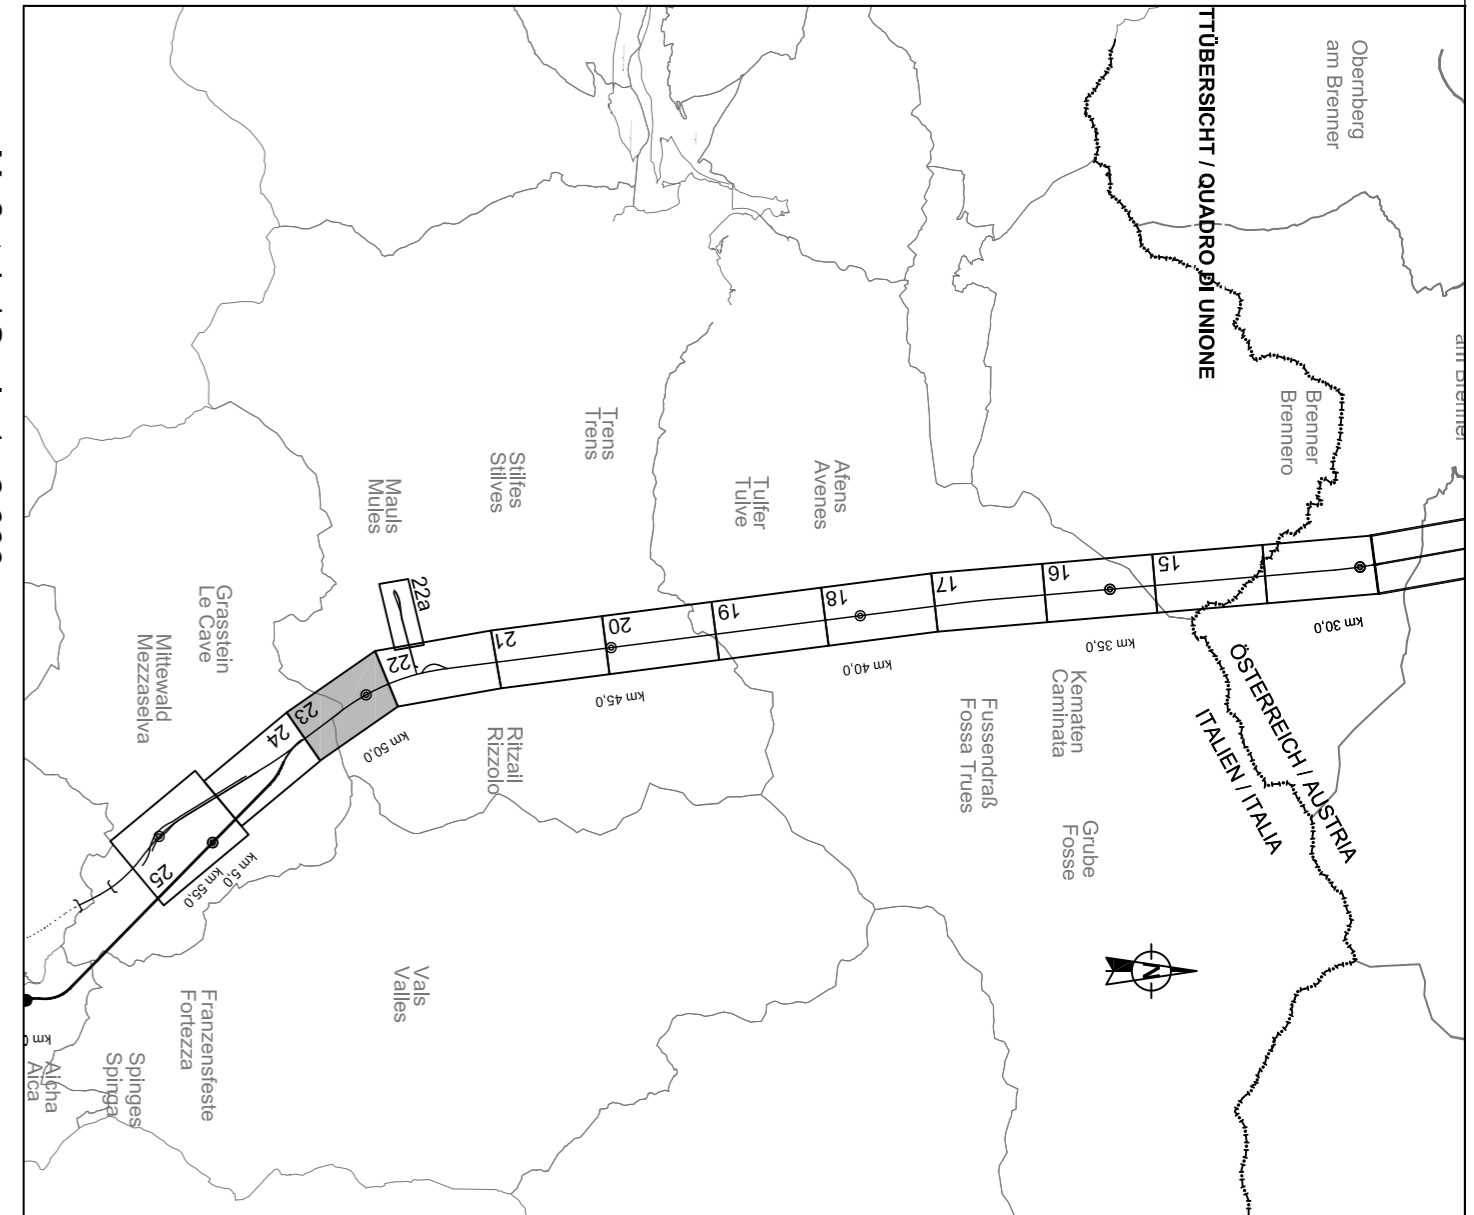 TTÜBERSICHT / QUADRO DI UNIONE
Obernberg
am Brenner
Brenner
Brennero
ÖSTERREICH / AUSTRIA
ITALIEN / ITALIA
km 30,0
15
km 35,0
16
17
18
km 40,0
19
20
km 45,0
21
22
22a
23
km 50,0
24
25
km 5,0
km 55,0
Afens
Avenes
Tulfer
Tulve
Trens
Trens
Stilfes
Stilves
Mauls
Mules
Grasstein
Le Cave
Mittewald
Mezzaselva
Kematen
Caminata
Fussendraß
Fossa Trues
Grube
Fosse
Ritzail
Rizzolo
Vals
Valles
Franzensfeste
Fortezza
Spinges
Spinga
Aicha
Aica
km
N